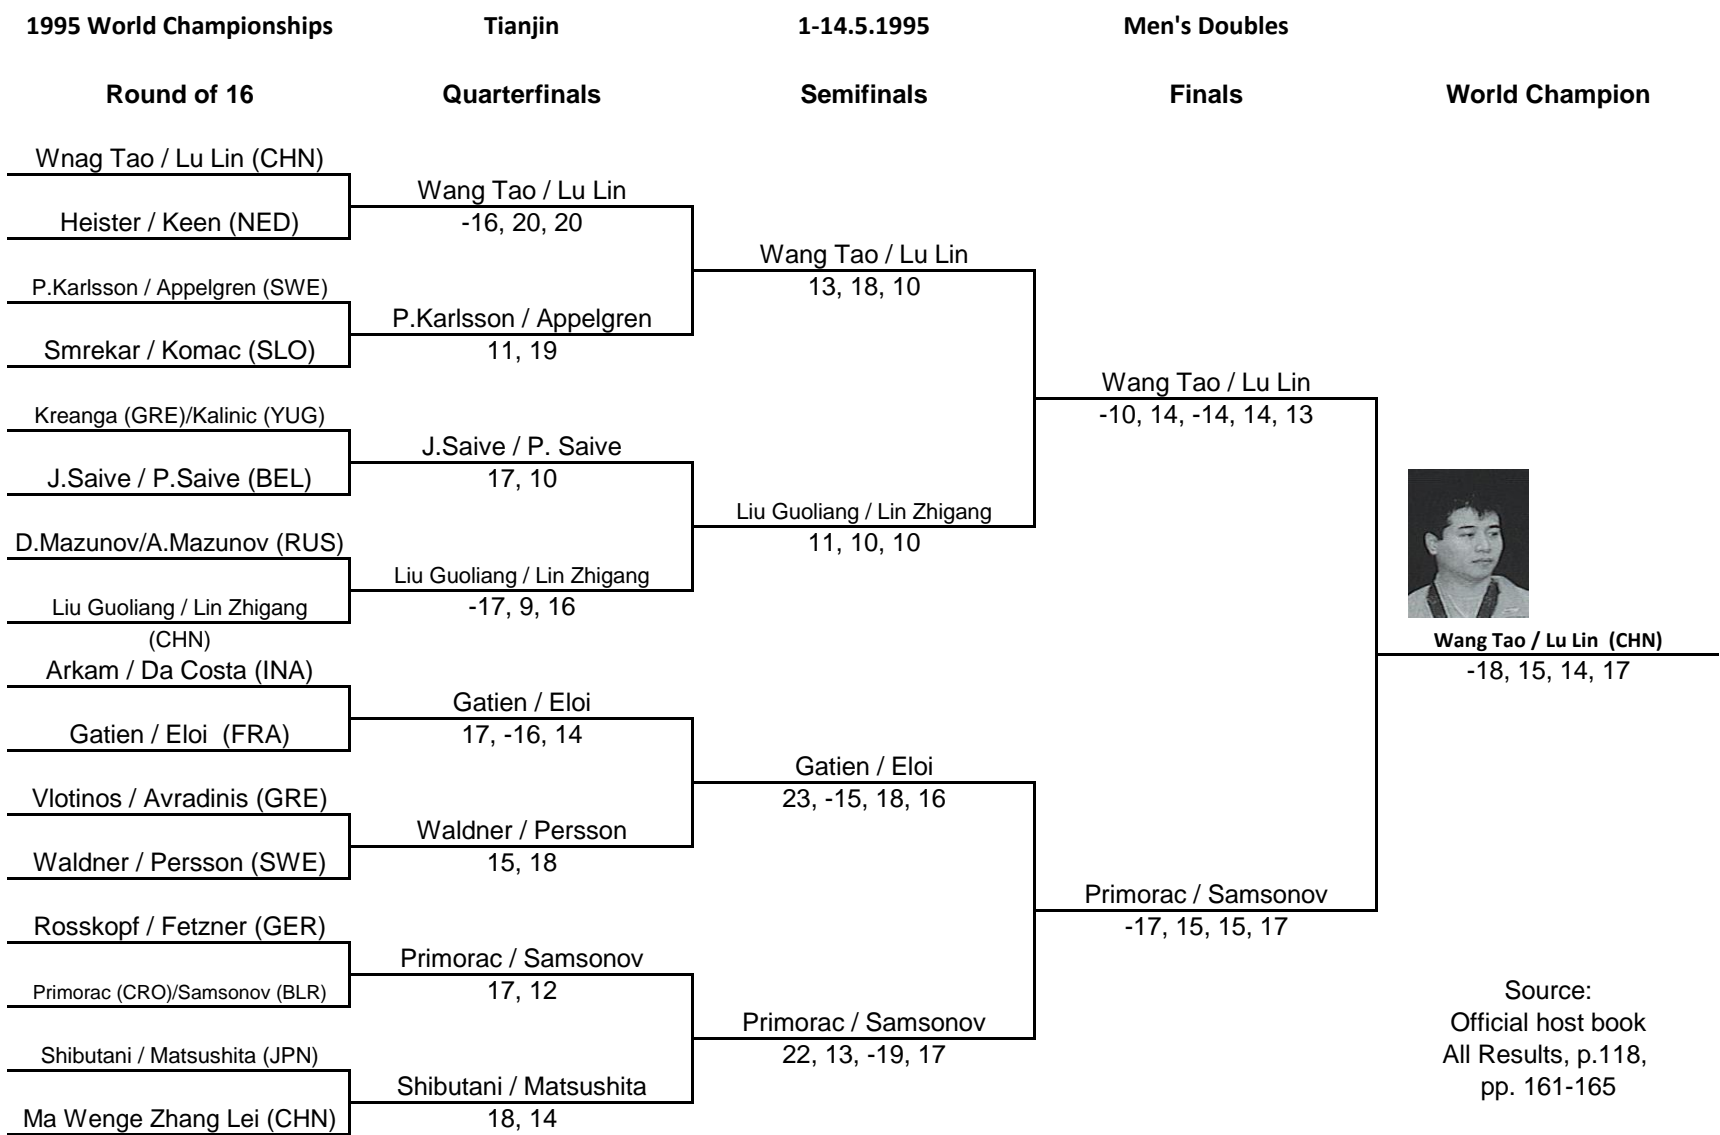 1995 World Championships Tianjin 1-14.5.1995 Men's Doubles
Round of 16 Quarterfinals Semifinals Finals World Champion
Wnag Tao / Lu Lin (CHN)
Wang Tao / Lu Lin
Heister / Keen (NED)
-16, 20, 20
Wang Tao / Lu Lin
P.Karlsson / Appelgren (SWE)
13, 18, 10
P.Karlsson / Appelgren
Smrekar / Komac (SLO)
11, 19
Wang Tao / Lu Lin
Kreanga (GRE)/Kalinic (YUG)
-10, 14, -14, 14, 13
J.Saive / P. Saive
J.Saive / P.Saive (BEL)
17, 10
Liu Guoliang / Lin Zhigang
D.Mazunov/A.Mazunov (RUS)
11, 10, 10
Liu Guoliang / Lin Zhigang
Liu Guoliang / Lin Zhigang
(CHN)
-17, 9, 16
Wang Tao / Lu Lin (CHN)
-18, 15, 14, 17
Arkam / Da Costa (INA)
Gatien / Eloi
Gatien / Eloi (FRA)
17, -16, 14
Gatien / Eloi
Vlotinos / Avradinis (GRE)
23, -15, 18, 16
Waldner / Persson
Waldner / Persson (SWE)
15, 18
Primorac / Samsonov
Rosskopf / Fetzner (GER)
-17, 15, 15, 17
Primorac / Samsonov
Primorac (CRO)/Samsonov (BLR)
17, 12
Primorac / Samsonov
Shibutani / Matsushita (JPN)
22, 13, -19, 17
Shibutani / Matsushita
Ma Wenge Zhang Lei (CHN)
18, 14
Source:
Official host book
All Results, p.118,
pp. 161-165